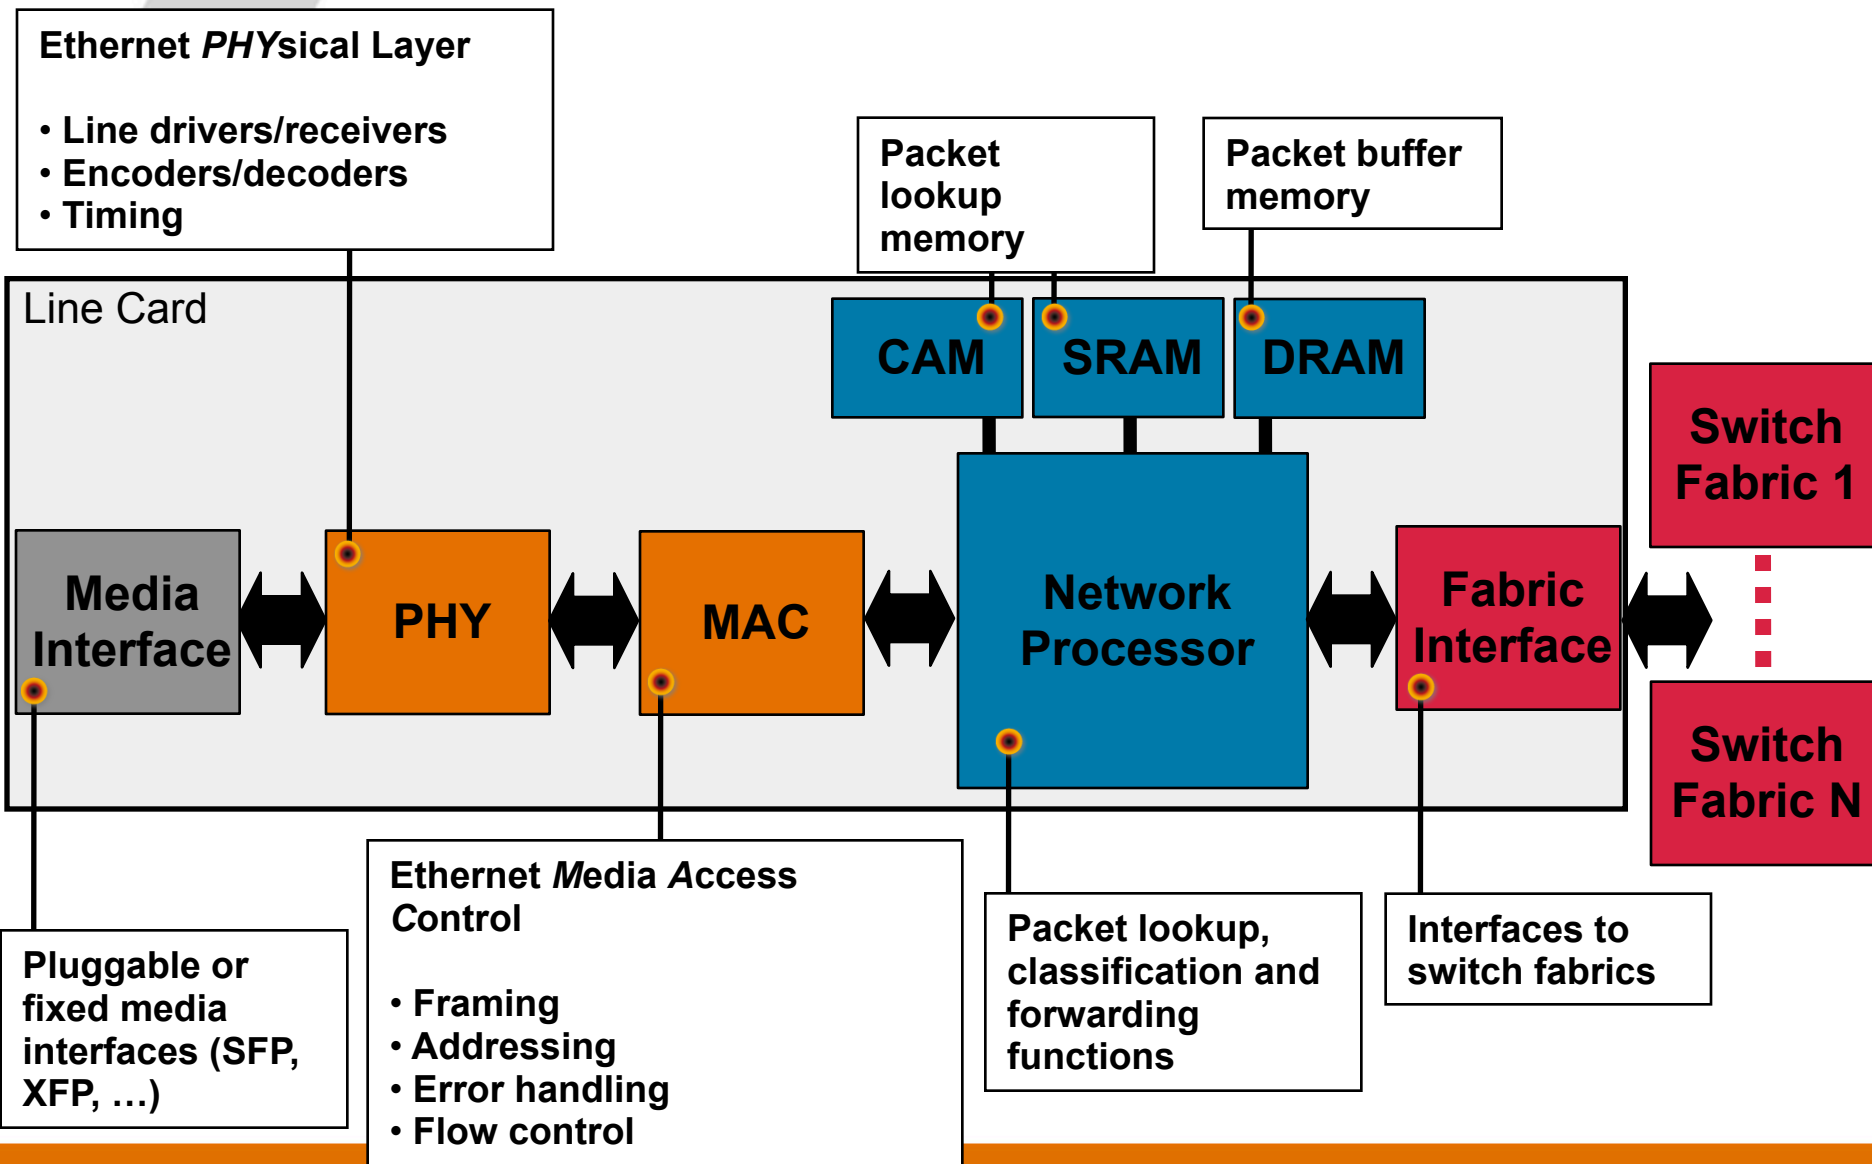 Ethernet PHYsical Layer
• Line drivers/receivers
• Encoders/decoders
• Timing
Packet
lookup
memory
Packet buffer
memory
Line Card
CAM
SRAM
DRAM
Switch
Fabric 1
Media
Interface
PHY
MAC
Network
Processor
Fabric
Interface
Switch
Fabric N
Pluggable or
fixed media
interfaces (SFP,
XFP, …)
Ethernet Media Access
Control
• Framing
• Addressing
• Error handling
• Flow control
Packet lookup,
classification and
forwarding
functions
Interfaces to
switch fabrics